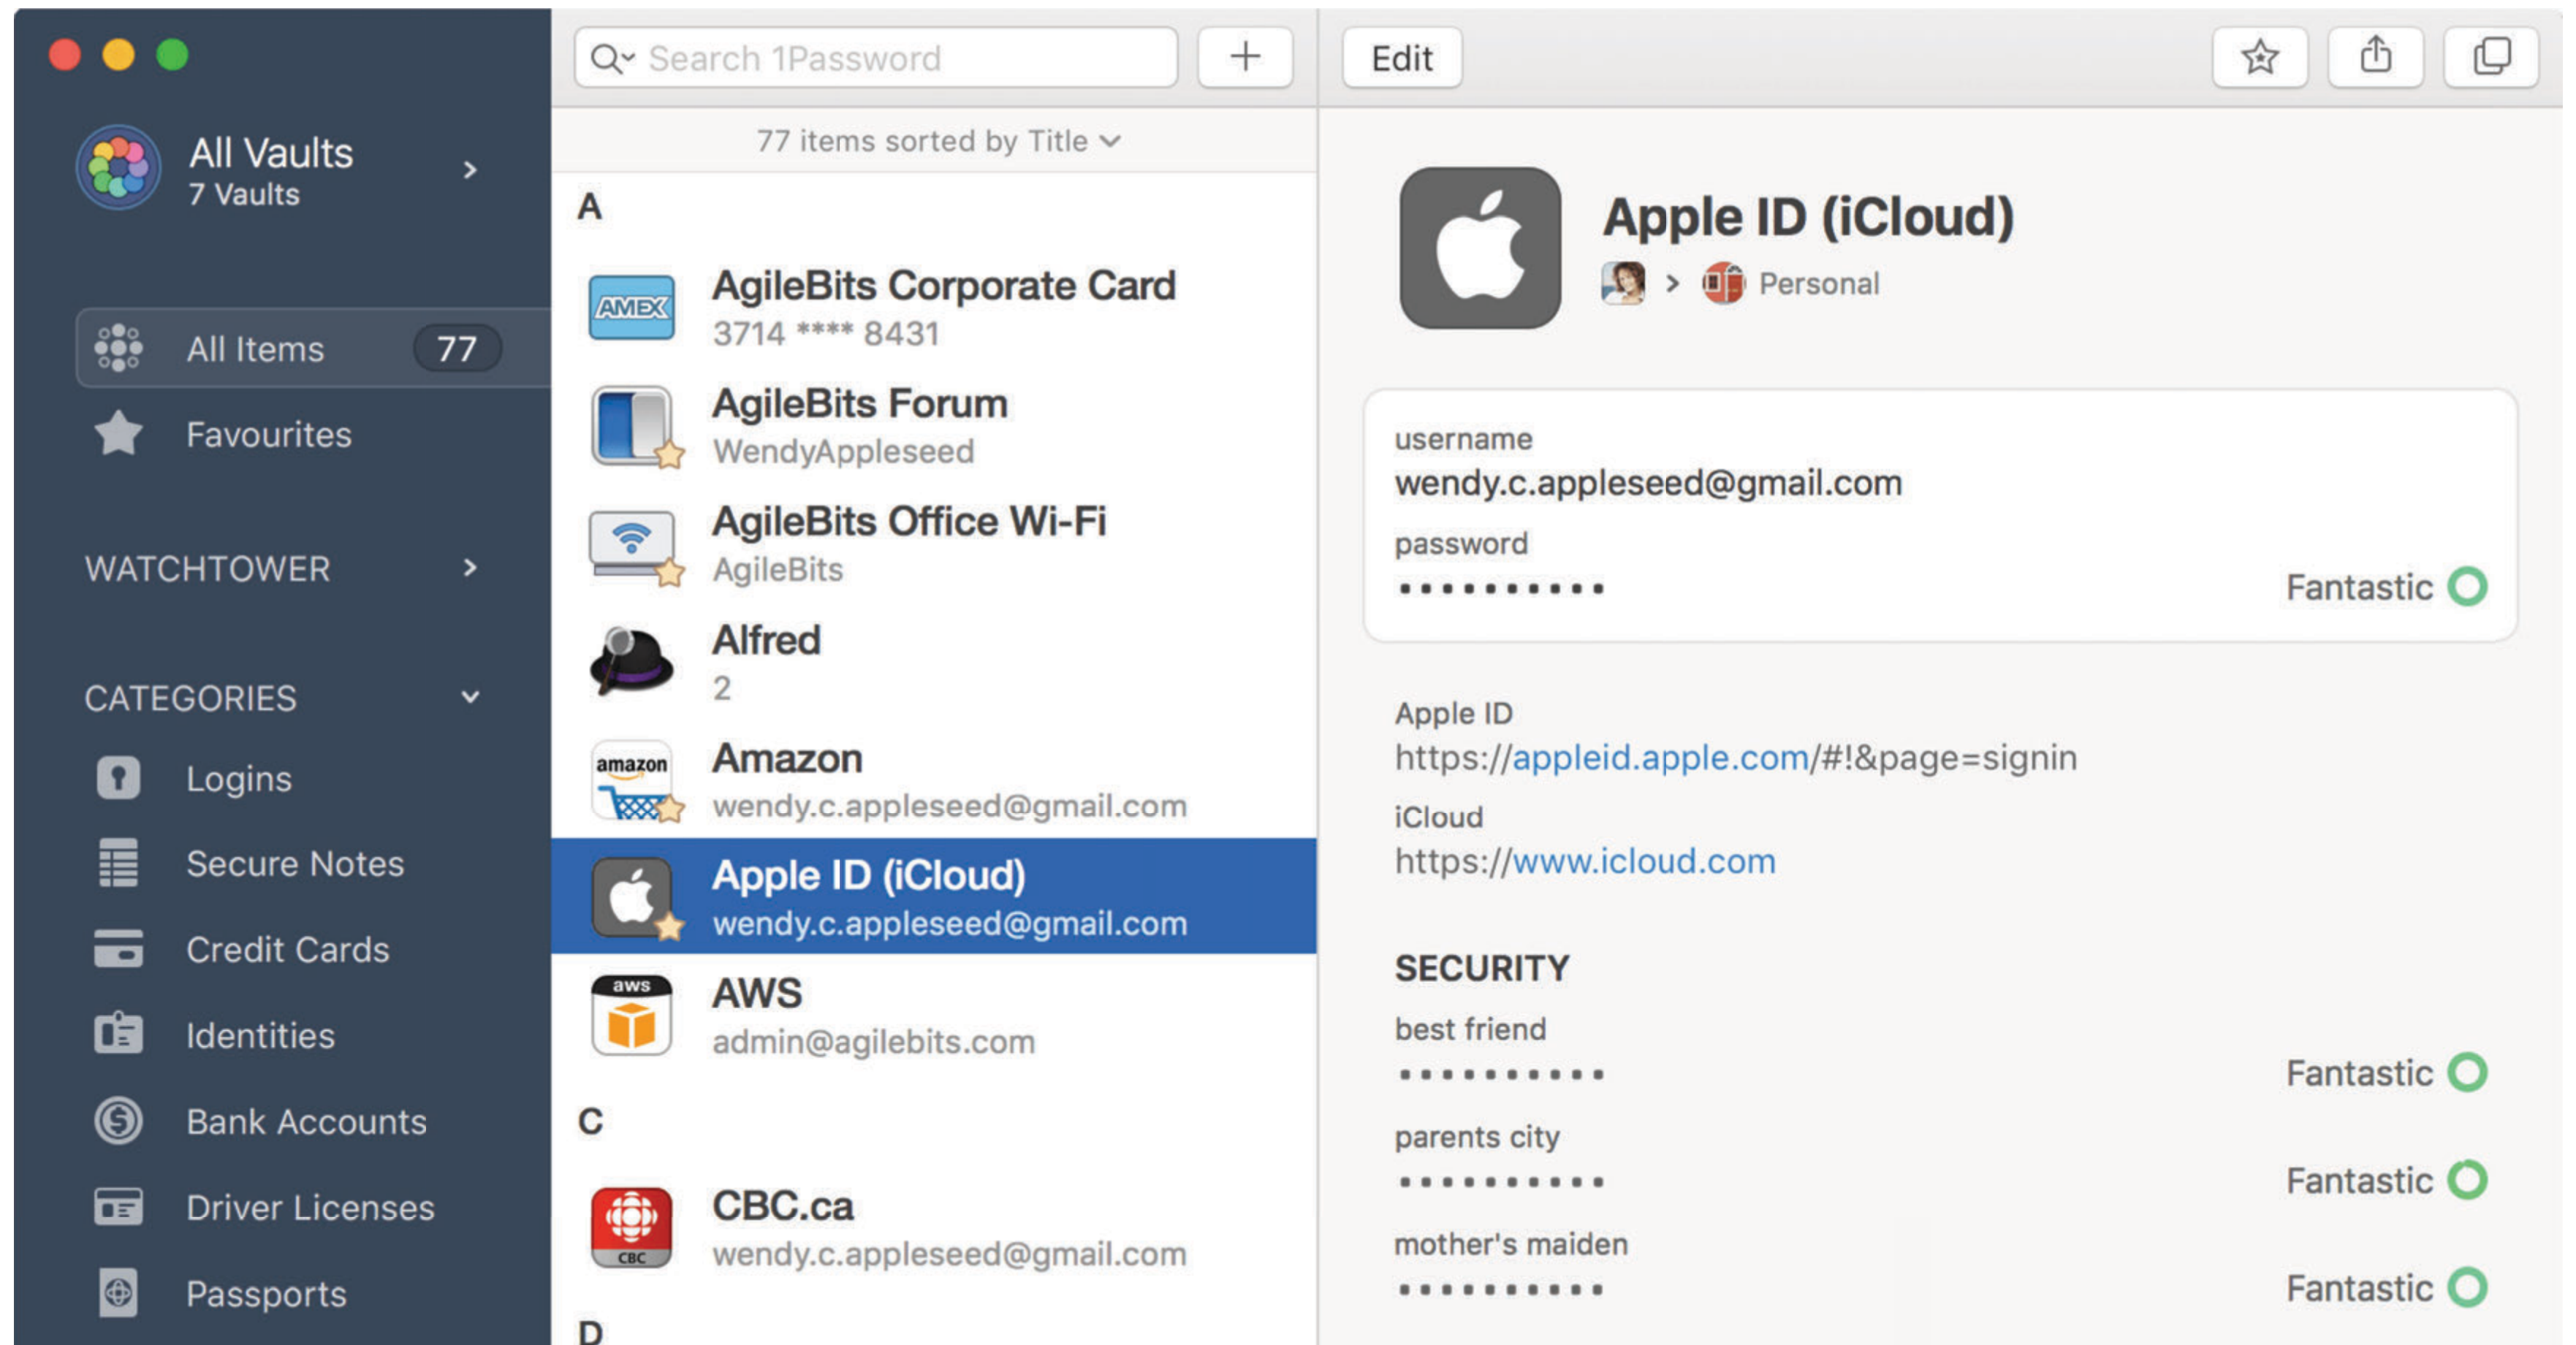 All Vaults
7 Vaults
All Items 77
Favourites
WATCHTOWER
CATEGORIES
Logins
Secure Notes
Credit Cards
Identities
Bank Accounts
Driver Licenses
Passports
Search 1Password
77 items sorted by Title
A
AMEX
AgileBits Corporate Card
3714 **** 8431
AgileBits Forum
WendyAppleseed
AgileBits Office Wi-Fi
AgileBits
Alfred
2
amazon
Amazon
wendy.c.appleseed@gmail.com
Apple ID (iCloud)
wendy.c.appleseed@gmail.com
aws
AWS
admin@agilebits.com
C
CBC
CBC.ca
wendy.c.appleseed@gmail.com
D
Edit
Apple ID (iCloud)
Personal
username
wendy.c.appleseed@gmail.com
password
•••••••••• Fantastic
Apple ID
https://appleid.apple.com/#!&page=signin
iCloud
https://www.icloud.com
SECURITY
best friend
•••••••••• Fantastic
parents city
•••••••••• Fantastic
mother's maiden
•••••••••• Fantastic